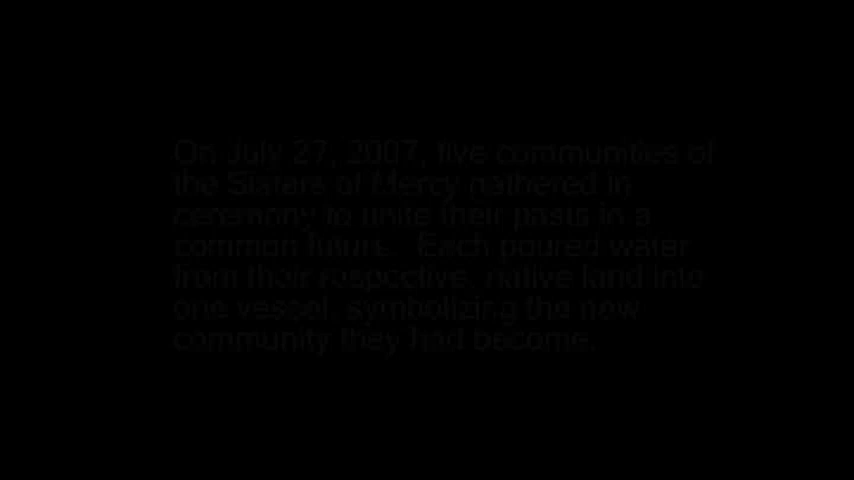 On July 27, 2007, five communities of
the Sisters of Mercy gathered in
ceremony to unite their pasts in a
common future.  Each poured water
from their respective, native land into
one vessel, symbolizing the new
community they had become.